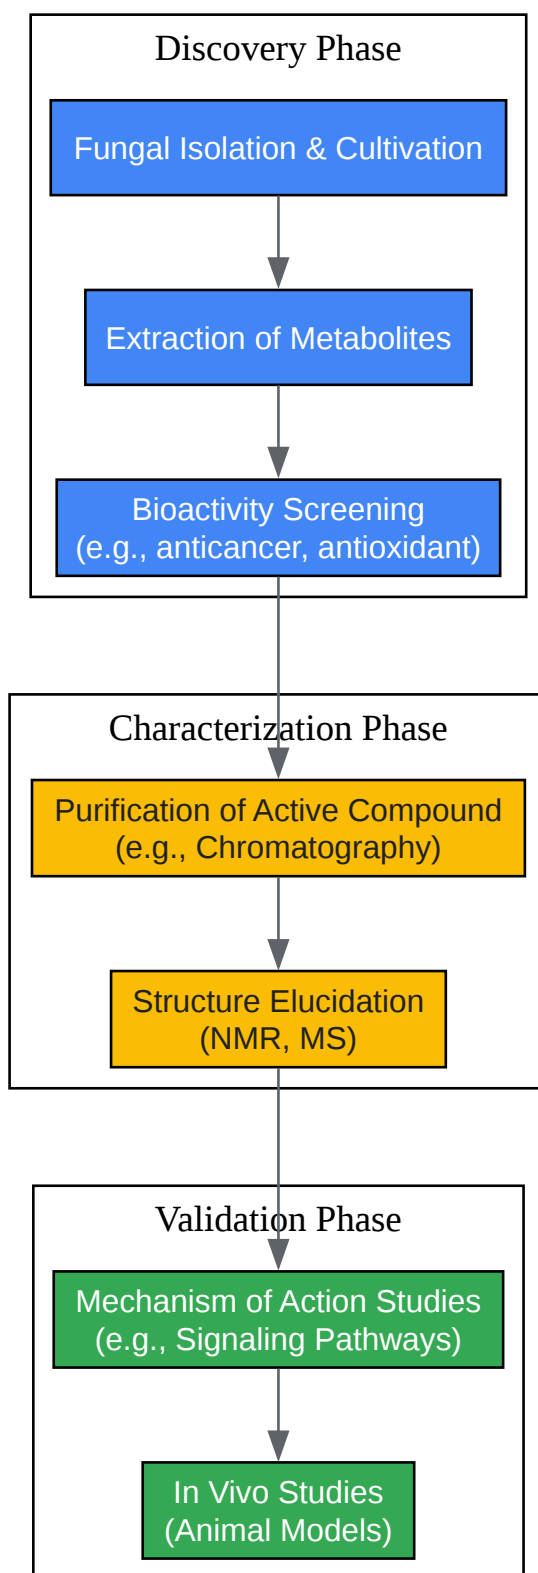 Discovery Phase
Fungal Isolation & Cultivation
Extraction of Metabolites
Bioactivity Screening
(e.g., anticancer, antioxidant)
Characterization Phase
Purification of Active Compound
(e.g., Chromatography)
Structure Elucidation
(NMR, MS)
Validation Phase
Mechanism of Action Studies
(e.g., Signaling Pathways)
In Vivo Studies
(Animal Models)